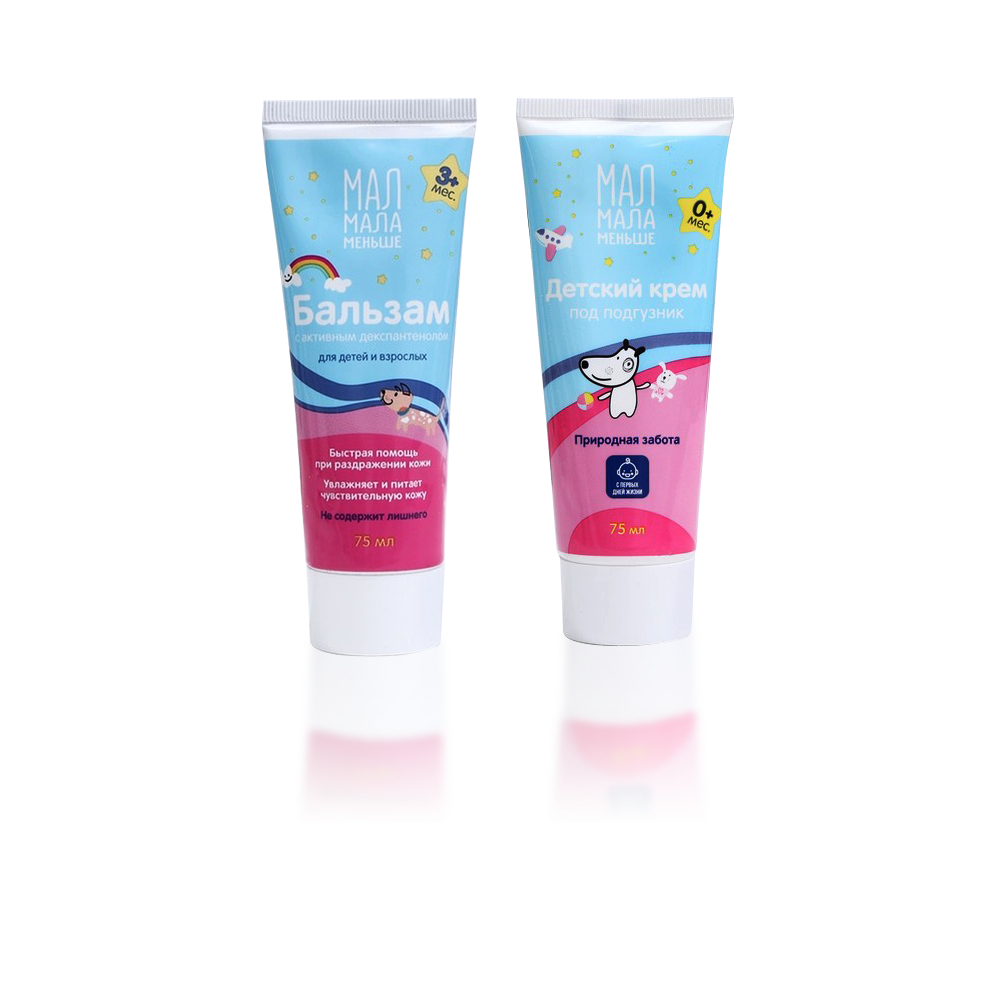 МАЛ
МАЛА
МЕНЬШЕ
3+
мес.
Бальзам
с активным декспантенолом
для детей и взрослых
Быстрая помощь
при раздражении кожи
Увлажняет и питает
чувствительную кожу
Не содержит лишнего
75 мл
МАЛ
МАЛА
МЕНЬШЕ
0+
мес.
Детский крем
под подгузник
Природная забота
С ПЕРВЫХ
ДНЕЙ ЖИЗНИ
75 мл